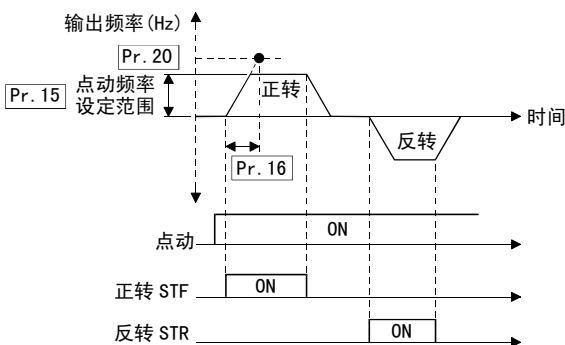 输出频率(Hz)
Pr.20
Pr.15
点动频率
设定范围
正转
时间
反转
Pr.16
点动
ON
正转 STF
ON
反转 STR
ON